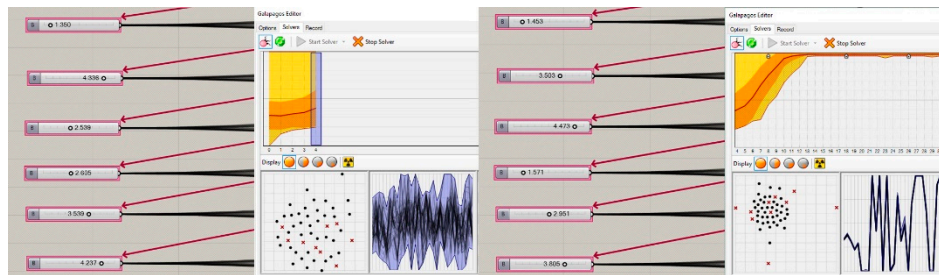 S 1.350
S 4.336
S 2.539
S 2.635
S 3.539
S 4.237
Galapagos Editor
Options Solvers Record
Start Solver Stop Solver
0 1 2 3 4
Display
S 1.453
S 3.503
S 4.473
S 1.571
S 2.951
S 3.805
Galapagos Editor
Options Solvers Record
Start Solver Stop Solver
4 5 6 7 8 9 10 11 12 13 14 15 16 17 18 19 20 21 22 23 24 25 26 27 28 29 30 31
Display